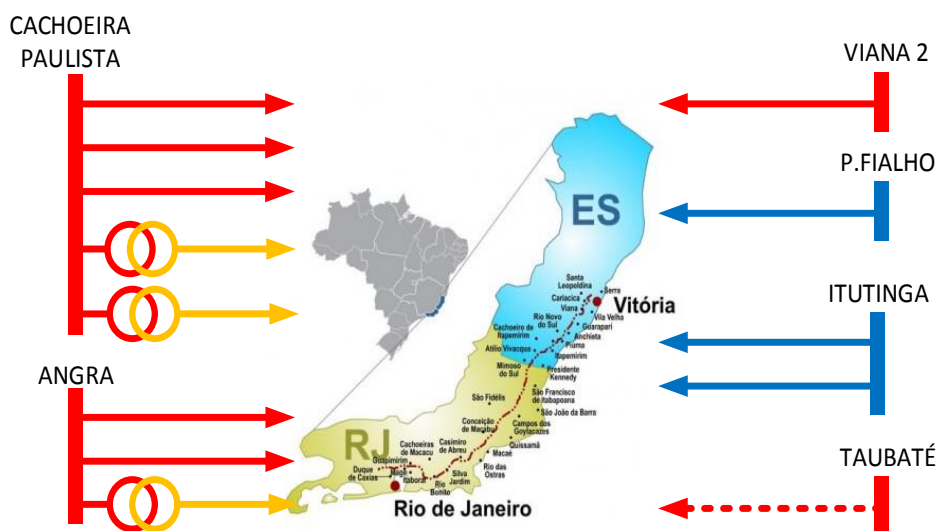 CACHOEIRA
PAULISTA
VIANA 2
P.FIALHO
ES
Santa
Leopoldina
Serra
Cariacica
Viana
Vitória
Vila Velha
Rio Novo
do Sul
Guarapari
Cachoeiro de
Itapemirim
Anchieta
Piuma
Atilio Vivacqua
Itapemirim
Mimoso
do Sul
Presidente
Kennedy
ITUTINGA
ANGRA
São Fidélis
São Francisco
de Itabapoana
São João da Barra
Conceição
de Macabu
Campos dos
Goytacazes
Quissamã
RJ
Cachoeiras
de Macacu
Casimiro
de Abreu
Macaé
Guapimirim
Duque
de Caxias
Magé
Itaboraí
Rio
Bonito
Silva
Jardim
Rio das
Ostras
Rio de Janeiro
TAUBATÉ